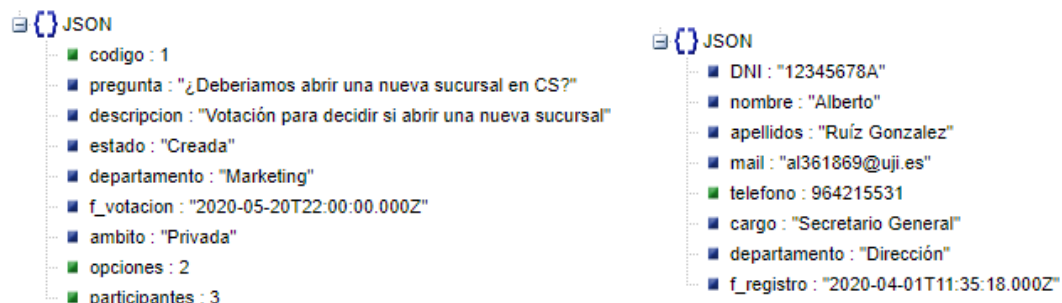 JSON
codigo : 1
pregunta : "¿Deberiamos abrir una nueva sucursal en CS?"
descripcion : "Votación para decidir si abrir una nueva sucursal"
estado : "Creada"
departamento : "Marketing"
f_votacion : "2020-05-20T22:00:00.000Z"
ambito : "Privada"
opciones : 2
participantes : 3
JSON
DNI : "12345678A"
nombre : "Alberto"
apellidos : "Ruíz Gonzalez"
mail : "al361869@uji.es"
telefono : 964215531
cargo : "Secretario General"
departamento : "Dirección"
f_registro : "2020-04-01T11:35:18.000Z"